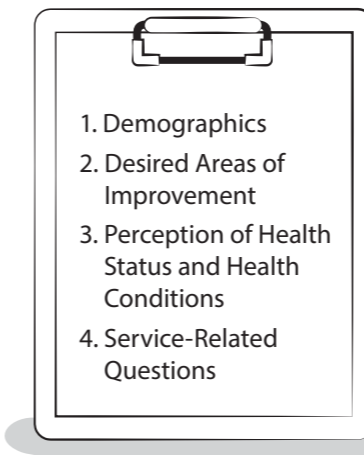 1. Demographics
2. Desired Areas of
Improvement
3. Perception of Health
Status and Health
Conditions
4. Service-Related
Questions